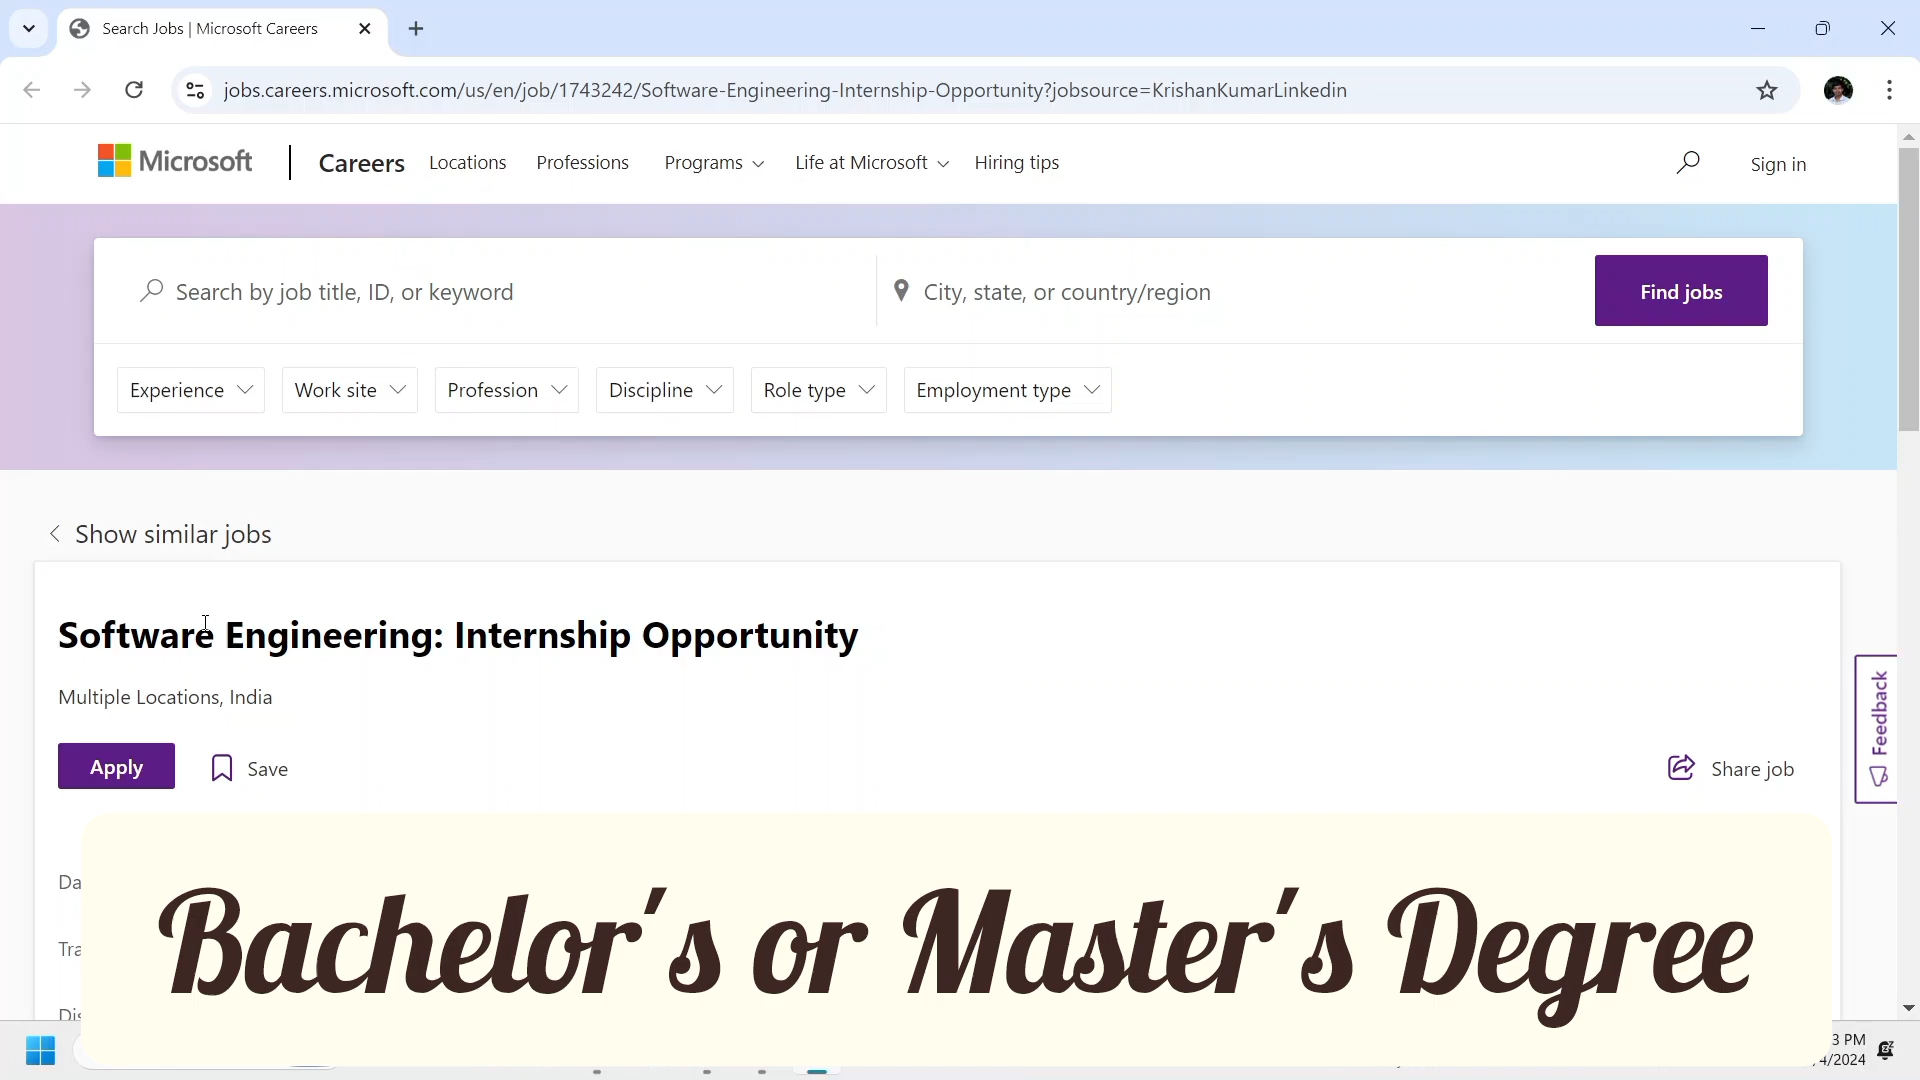 Search Jobs | Microsoft Careers
jobs.careers.microsoft.com/us/en/job/1743242/Software-Engineering-Internship-Opportunity?jobsource=KrishanKumarLinkedin
Microsoft Careers Locations Professions Programs Life at Microsoft Hiring tips Sign in
Search by job title, ID, or keyword City, state, or country/region Find jobs
Experience Work site Profession Discipline Role type Employment type
Show similar jobs
Software Engineering: Internship Opportunity
Multiple Locations, India
Feedback
Apply Save Share job
Da
Bachelor's or Master's Degree
Tra
3 PM
4/2024